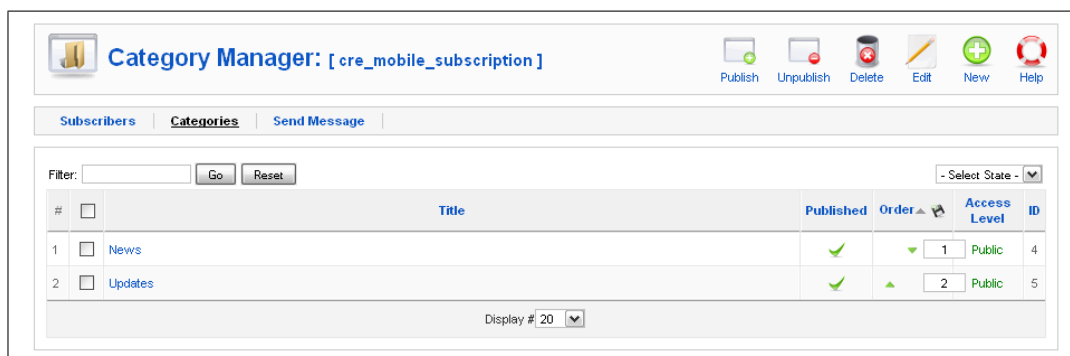 Category Manager: [ cre_mobile_subscription ]
Publish Unpublish Delete Edit New Help
Subscribers Categories Send Message
Filter: Go Reset - Select State -
# Title Published Order Access Level ID
1 News 1 Public 4
2 Updates 2 Public 5
Display # 20